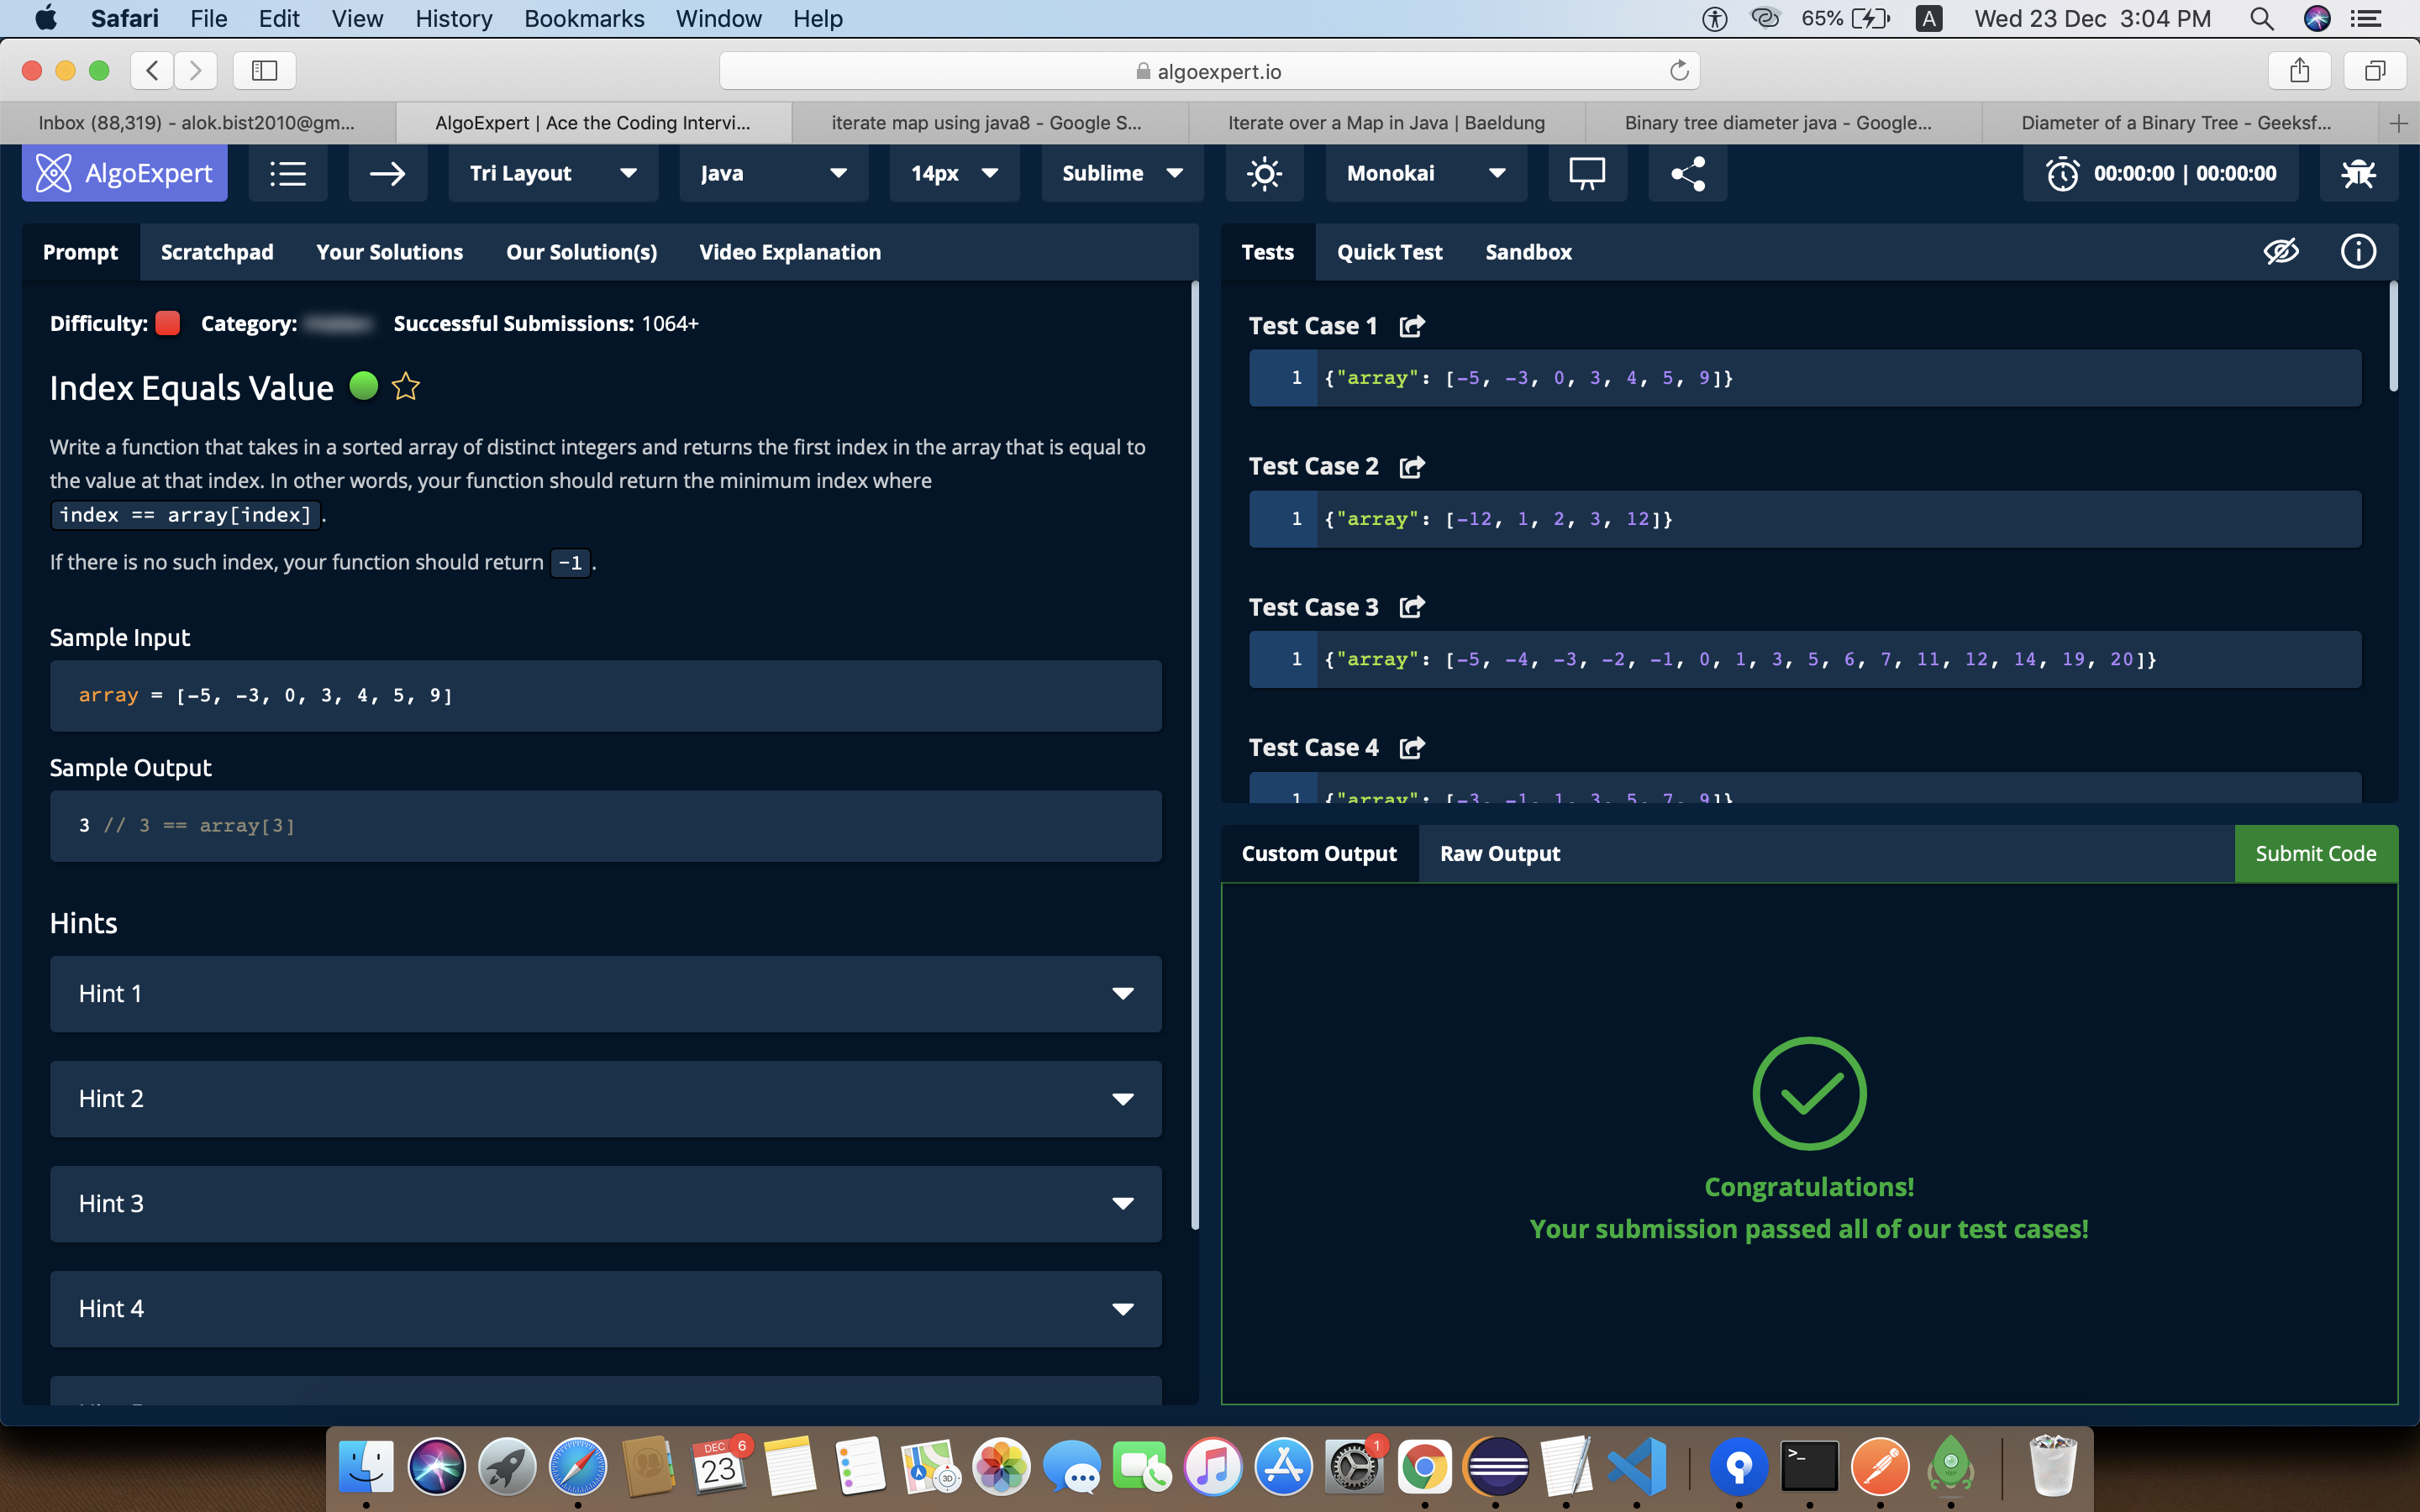 Safari File Edit View History Bookmarks Window Help 65% A Wed 23 Dec 3:04 PM
algoexpert.io
Inbox (88,319) - alok.bist2010@gm... AlgoExpert | Ace the Coding Intervi... iterate map using java8 - Google S... Iterate over a Map in Java | Baeldung Binary tree diameter java - Google... Diameter of a Binary Tree - Geeksf...
AlgoExpert Tri Layout Java 14px Sublime Monokai 00:00:00 | 00:00:00
Prompt Scratchpad Your Solutions Our Solution(s) Video Explanation
Difficulty: Category: Successful Submissions: 1064+
Index Equals Value
Write a function that takes in a sorted array of distinct integers and returns the first index in the array that is equal to
the value at that index. In other words, your function should return the minimum index where
index == array[index].
If there is no such index, your function should return -1.
Sample Input
array = [-5, -3, 0, 3, 4, 5, 9]
Sample Output
3 // 3 == array[3]
Hints
Hint 1
Hint 2
Hint 3
Hint 4
Tests Quick Test Sandbox
Test Case 1
1 {"array": [-5, -3, 0, 3, 4, 5, 9]}
Test Case 2
1 {"array": [-12, 1, 2, 3, 12]}
Test Case 3
1 {"array": [-5, -4, -3, -2, -1, 0, 1, 3, 5, 6, 7, 11, 12, 14, 19, 20]}
Test Case 4
1 {"array": [-3, -1, 1, 3, 5, 7, 9]}
Custom Output Raw Output Submit Code
Congratulations!
Your submission passed all of our test cases!
DEC 6
23
3D
1
>_